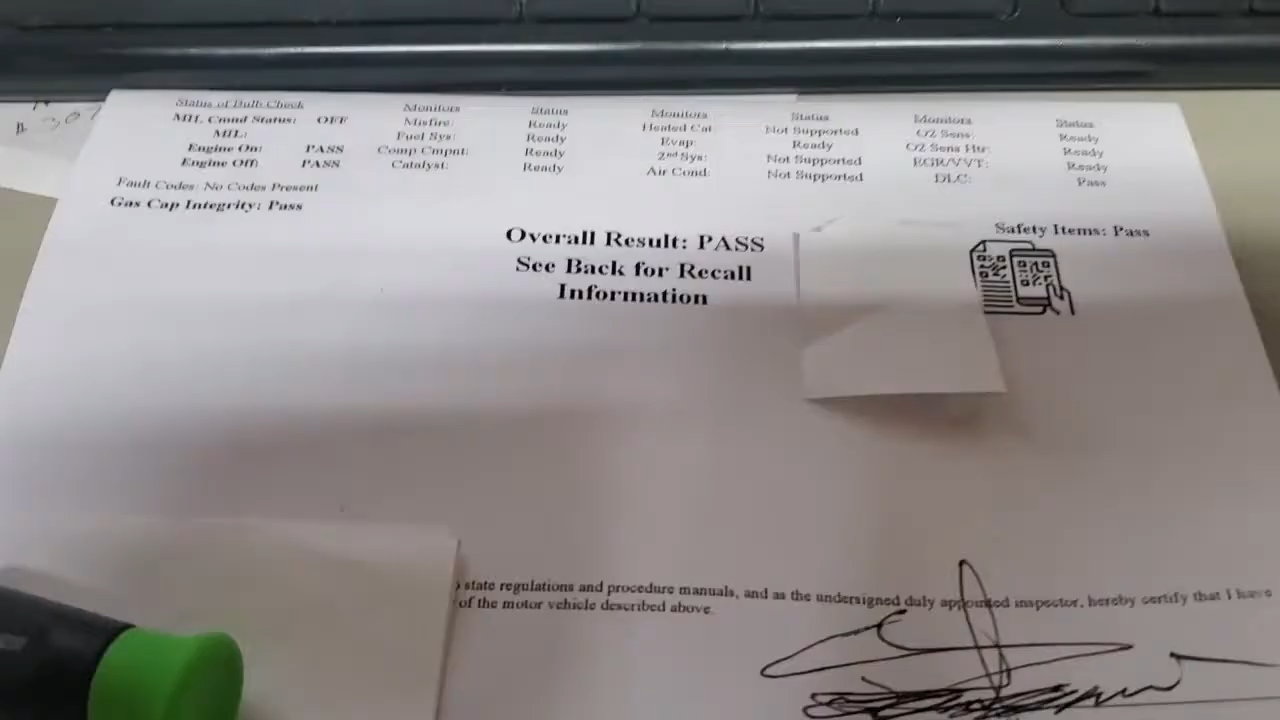 Status of Bulb Check Monitors Status Monitors Status Monitors Status
MIL Cmnd Status: OFF Misfire: Ready Heated Cat Not Supported O2 Sens: Ready
MIL: Fuel Sys: Ready Evap: Ready O2 Sens Htr: Ready
Engine On: PASS Comp Cmpnt: Ready 2nd Sys: Not Supported EGR/VVT: Ready
Engine Off: PASS Catalyst: Ready Air Cond: Not Supported DLC: Pass
Fault Codes: No Codes Present
Gas Cap Integrity: Pass
Safety Items: Pass
Overall Result: PASS
See Back for Recall
Information
state regulations and procedure manuals, and as the undersigned duly appointed inspector, hereby certify that I have
of the motor vehicle described above.